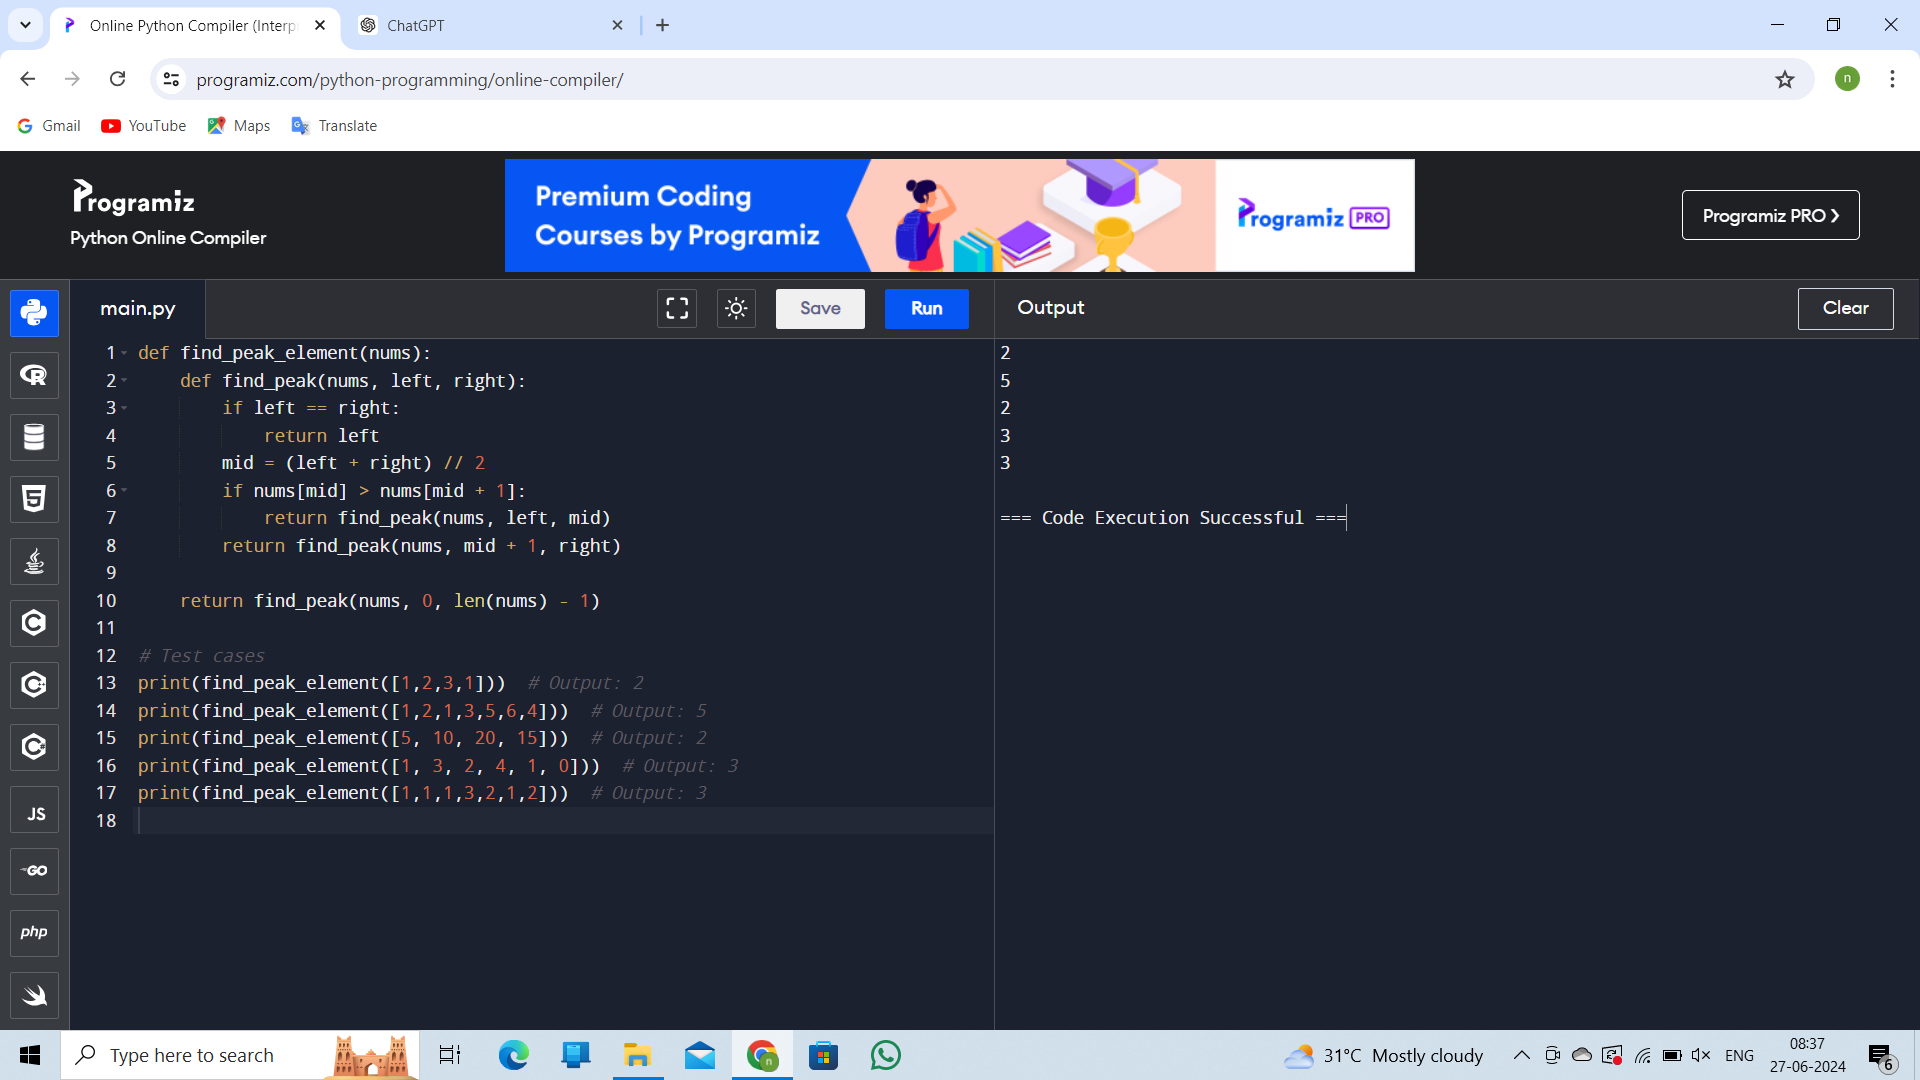 Online Python Compiler (Interp
ChatGPT
programiz.com/python-programming/online-compiler/
n
Gmail
YouTube
Maps
Translate
Programiz
Python Online Compiler
Premium Coding
Courses by Programiz
Programiz PRO
Programiz PRO ❯
main.py
Save
Run
Output
Clear
1 def find_peak_element(nums):
2     def find_peak(nums, left, right):
3         if left == right:
4             return left
5         mid = (left + right) // 2
6         if nums[mid] > nums[mid + 1]:
7             return find_peak(nums, left, mid)
8         return find_peak(nums, mid + 1, right)
9
10     return find_peak(nums, 0, len(nums) - 1)
11
12 # Test cases
13 print(find_peak_element([1,2,3,1]))  # Output: 2
14 print(find_peak_element([1,2,1,3,5,6,4]))  # Output: 5
15 print(find_peak_element([5, 10, 20, 15]))  # Output: 2
16 print(find_peak_element([1, 3, 2, 4, 1, 0]))  # Output: 3
17 print(find_peak_element([1,1,1,3,2,1,2]))  # Output: 3
18
2
5
2
3
3
=== Code Execution Successful ===
R
5
C
C
C
JS
GO
php
Type here to search
n
31°C Mostly cloudy
ENG
08:37
27-06-2024
6